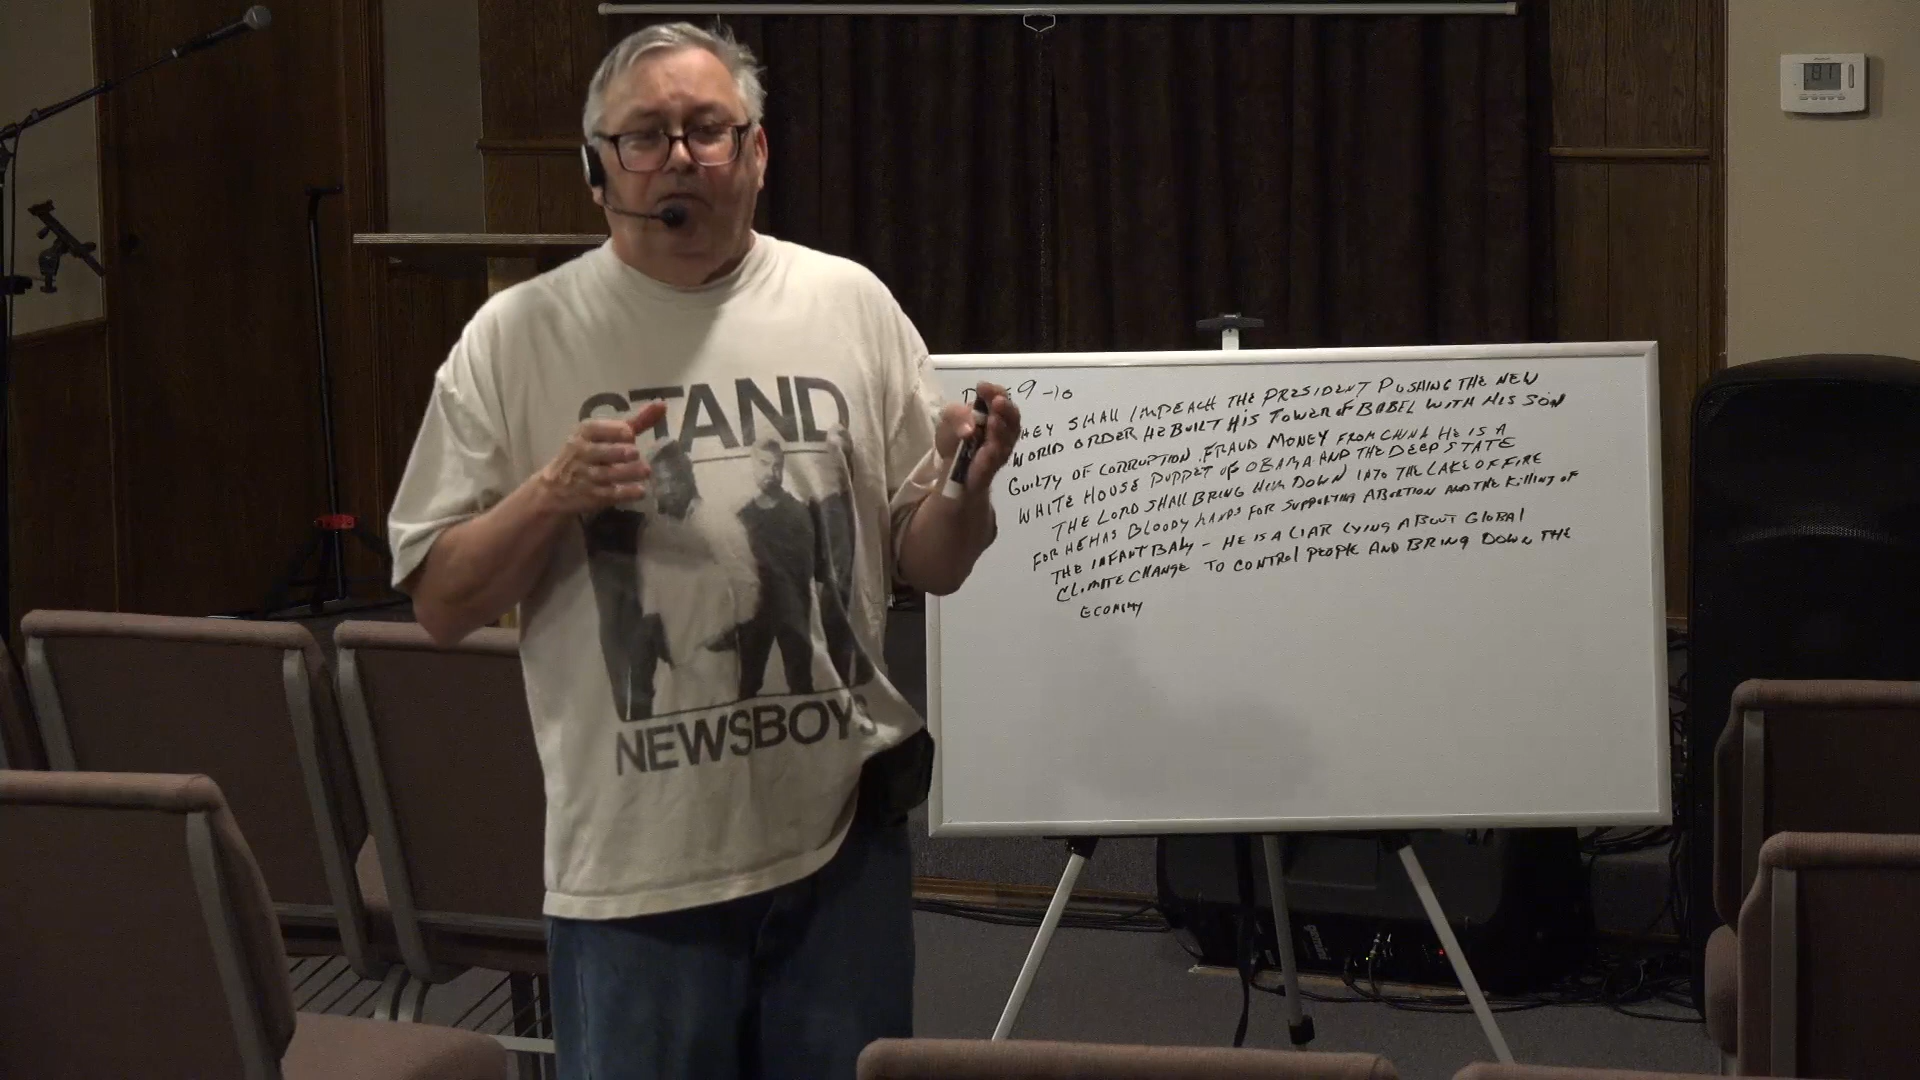 81
STAND
NEWSBOYS
9-10
HEY SHALL IMPEACH THE PRESIDENT PUSHING THE NEW
WORLD ORDER HE BUILT HIS TOWER OF BABEL WITH HIS SON
GUILTY OF CORRUPTION FRAUD MONEY FROM CHINA HE IS A
WHITE HOUSE PUPPET OF OBAMA AND THE DEEP STATE
THE LORD SHALL BRING HIM DOWN INTO THE LAKE OF FIRE
FOR HE HAS BLOODY HANDS FOR SUPPORTING ABORTION AND THE KILLING OF
THE INFANT BABY - HE IS A LIAR LYING ABOUT GLOBAL
CLIMATE CHANGE TO CONTROL PEOPLE AND BRING DOWN THE
ECONOMY